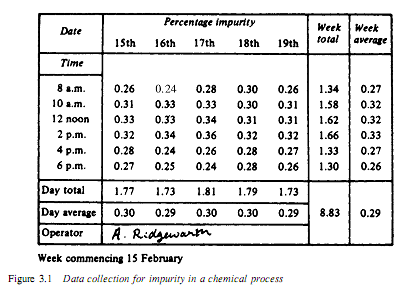 Date Percentage impurity Week total Week average
15th 16th 17th 18th 19th
Time
8 a.m. 0.26 0.24 0.28 0.30 0.26 1.34 0.27
10 a.m. 0.31 0.33 0.33 0.30 0.31 1.58 0.32
12 noon 0.33 0.33 0.34 0.31 0.31 1.62 0.32
2 p.m. 0.32 0.34 0.36 0.32 0.32 1.66 0.33
4 p.m. 0.28 0.24 0.26 0.28 0.27 1.33 0.27
6 p.m. 0.27 0.25 0.24 0.28 0.26 1.30 0.26
Day total 1.77 1.73 1.81 1.79 1.73
Day average 0.30 0.29 0.30 0.30 0.29 8.83 0.29
Operator A. Ridgewarth
Week commencing 15 February
Figure 3.1 Data collection for impurity in a chemical process